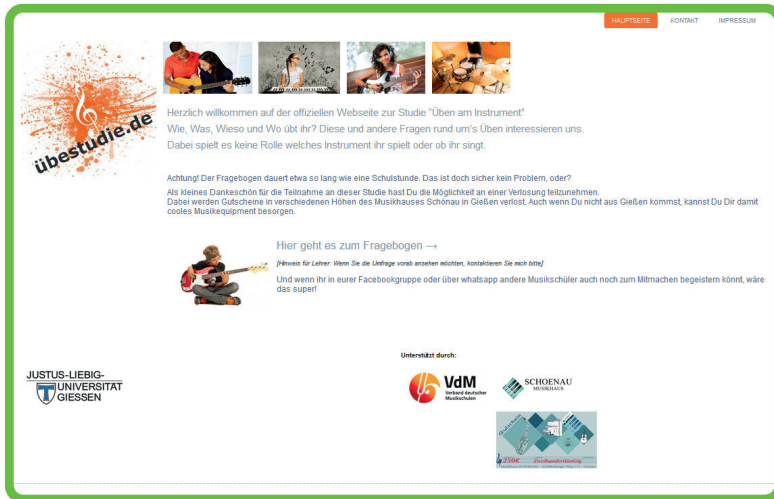 HAUPTSEITE KONTAKT IMPRESSUM
übestudie.de
Herzlich willkommen auf der offiziellen Webseite zur Studie "Üben am Instrument"
Wie, Was, Wieso und Wo übt ihr? Diese und andere Fragen rund um's Üben interessieren uns.
Dabei spielt es keine Rolle welches Instrument ihr spielt oder ob ihr singt.
Achtung! Der Fragebogen dauert etwa so lang wie eine Schulstunde. Das ist doch sicher kein Problem, oder?
Als kleines Dankeschön für die Teilnahme an dieser Studie hast Du die Möglichkeit an einer Verlosung teilzunehmen.
Dabei werden Gutscheine in verschiedenen Höhen des Musikhauses Schönau in Gießen verlost. Auch wenn Du nicht aus Gießen kommst, kannst Du Dir damit
cooles Musikequipment besorgen.
Hier geht es zum Fragebogen →
[Hinweis für Lehrer: Wenn Sie die Umfrage vorab ansehen möchten, kontaktieren Sie mich bitte]
Und wenn ihr in eurer Facebookgruppe oder über whatsapp andere Musikschüler auch noch zum Mitmachen begeistern könnt, wäre
das super!
Unterstützt durch:
JUSTUS-LIEBIG-
UNIVERSITÄT
GIESSEN
VdM
Verband deutscher
Musikschulen
SCHOENAU
MUSIKHAUS
Gutschein
250€ Zweihundertfünfzig